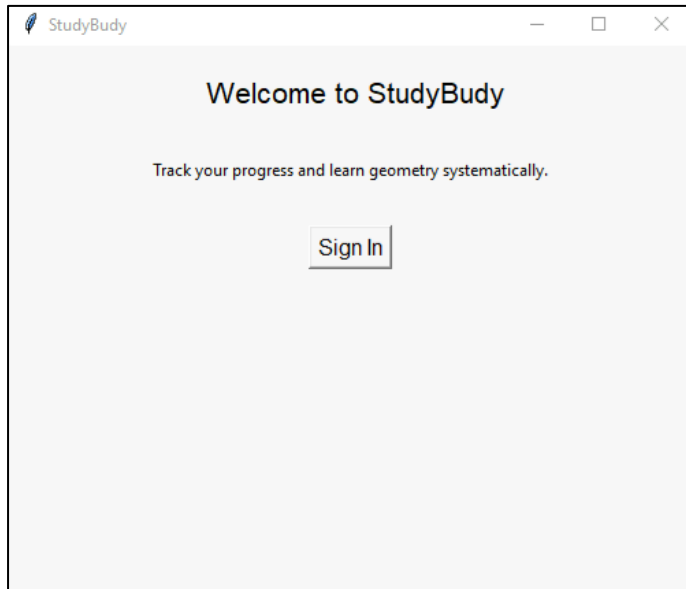 StudyBudy
Welcome to StudyBudy
Track your progress and learn geometry systematically.
Sign In